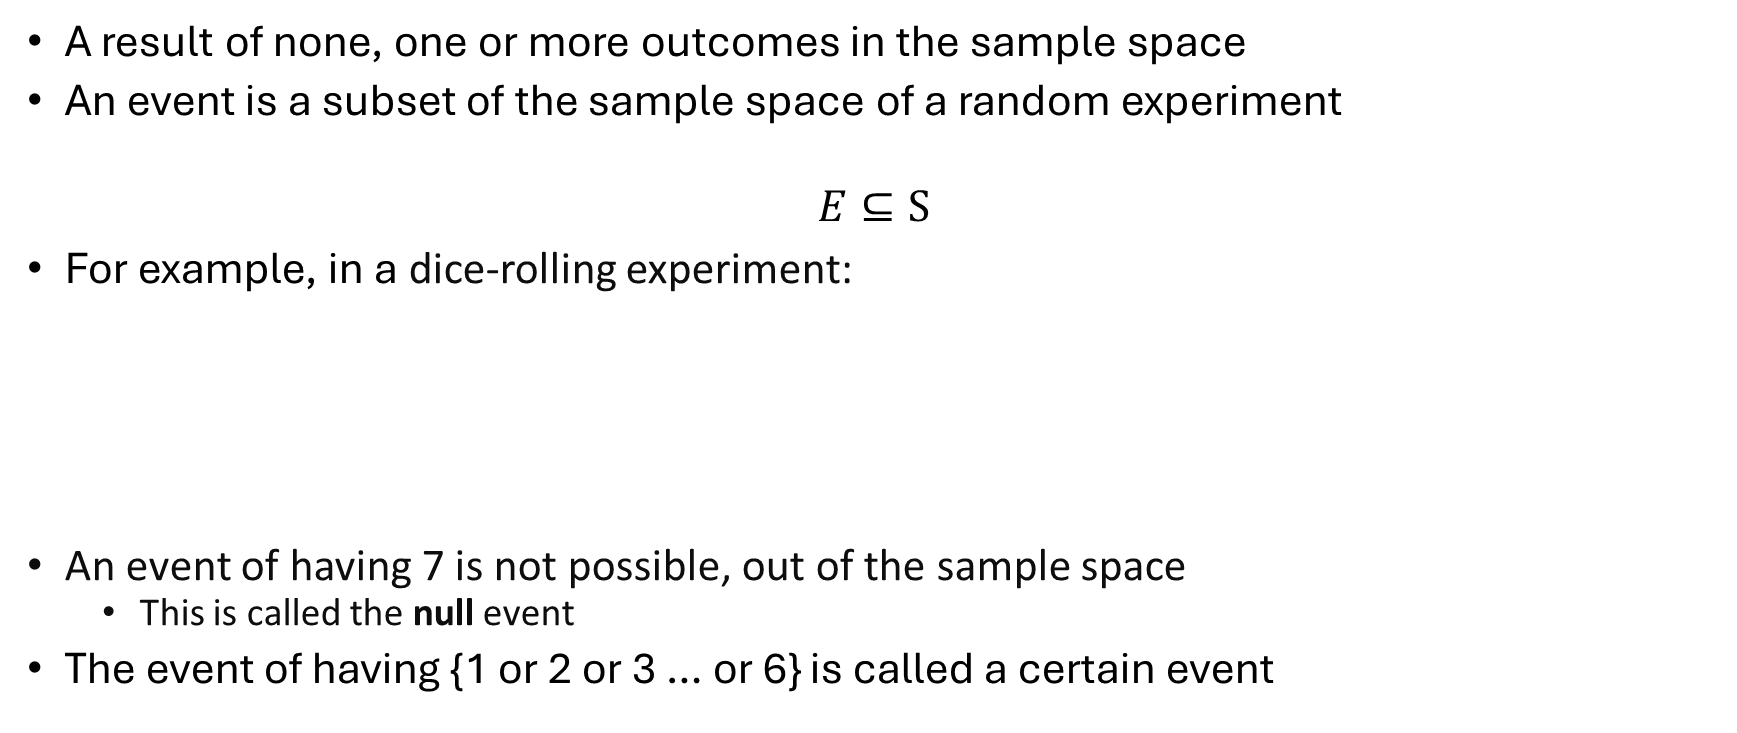 • A result of none, one or more outcomes in the sample space
• An event is a subset of the sample space of a random experiment
E ⊆ S
• For example, in a dice-rolling experiment:
• An event of having 7 is not possible, out of the sample space
• This is called the null event
• The event of having {1 or 2 or 3 ... or 6} is called a certain event